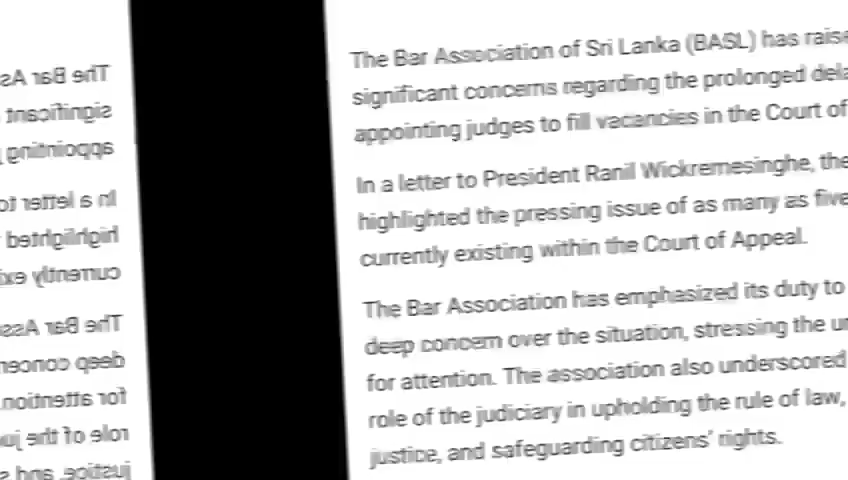 The Bar Association of Sri Lanka (BASL) has
significant concerns regarding the prolonged
appointing judges to fill vacancies in the Court of
In a letter to President Ranil Wickremesinghe, the
highlighted the pressing issue of as many as five
currently existing within the Court of Appeal.
The Bar Association has emphasized its duty to
deep concern over the situation, stressing the
for attention. The association also underscored
role of the judiciary in upholding the rule of law,
justice, and safeguarding citizens' rights.